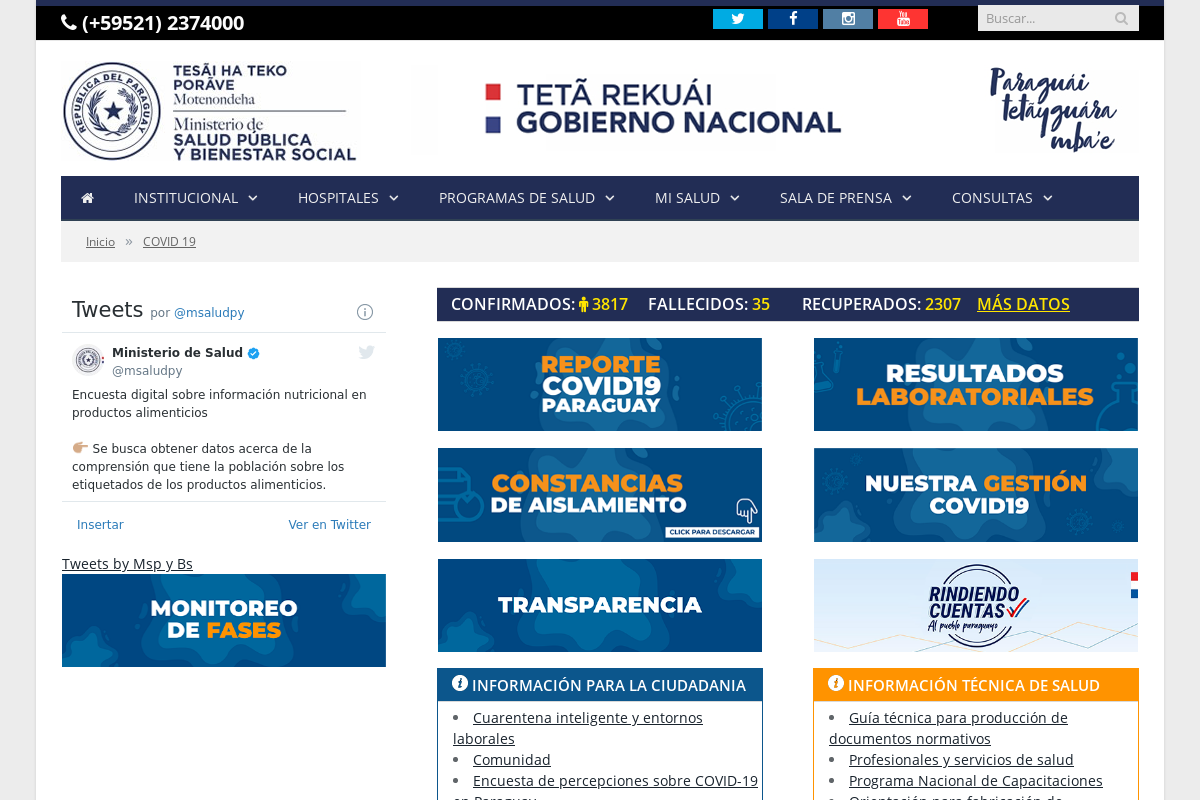 (+59521) 2374000
Buscar...
REPUBLICA DEL PARAGUAY
TESÃI HA TEKO
PORÃVE
Motenondeha
Ministerio de
SALUD PÚBLICA
Y BIENESTAR SOCIAL
TETÃ REKUÁI
GOBIERNO NACIONAL
Paraguái
tetãyguára
mba'e
INSTITUCIONAL
HOSPITALES
PROGRAMAS DE SALUD
MI SALUD
SALA DE PRENSA
CONSULTAS
Inicio » COVID 19
Tweets por @msaludpy
Ministerio de Salud
@msaludpy
Encuesta digital sobre información nutricional en
productos alimenticios
Se busca obtener datos acerca de la
comprensión que tiene la población sobre los
etiquetados de los productos alimenticios.
Insertar
Ver en Twitter
Tweets by Msp y Bs
MONITOREO
DE FASES
CONFIRMADOS: 3817 FALLECIDOS: 35 RECUPERADOS: 2307 MÁS DATOS
REPORTE
COVID19
PARAGUAY
RESULTADOS
LABORATORIALES
CONSTANCIAS
DE AISLAMIENTO
CLICK PARA DESCARGAR
NUESTRA GESTIÓN
COVID19
TRANSPARENCIA
RINDIENDO
CUENTAS
Al pueblo paraguayo
INFORMACIÓN PARA LA CIUDADANIA
• Cuarentena inteligente y entornos
laborales
• Comunidad
• Encuesta de percepciones sobre COVID-19
en Paraguay
INFORMACIÓN TÉCNICA DE SALUD
• Guía técnica para producción de
documentos normativos
• Profesionales y servicios de salud
• Programa Nacional de Capacitaciones
• Orientación para fabricación de